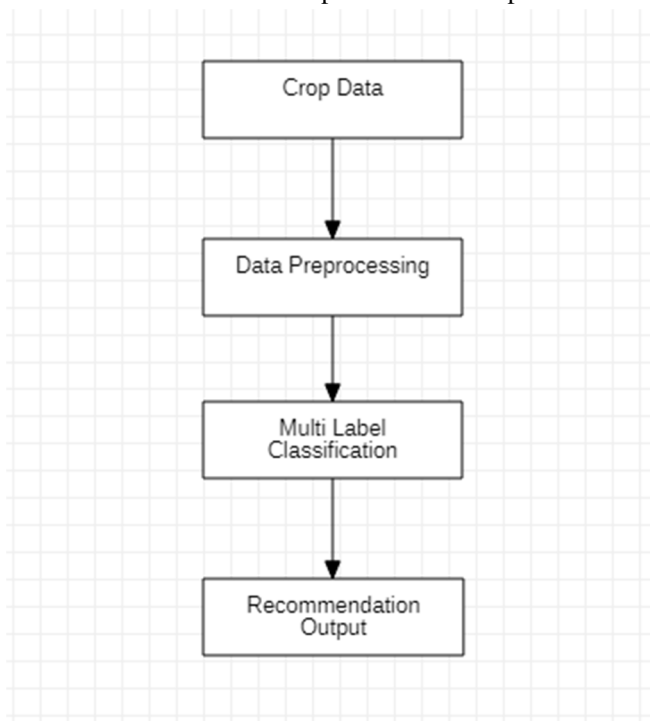 Crop Data
Data Preprocessing
Multi Label
Classification
Recommendation
Output